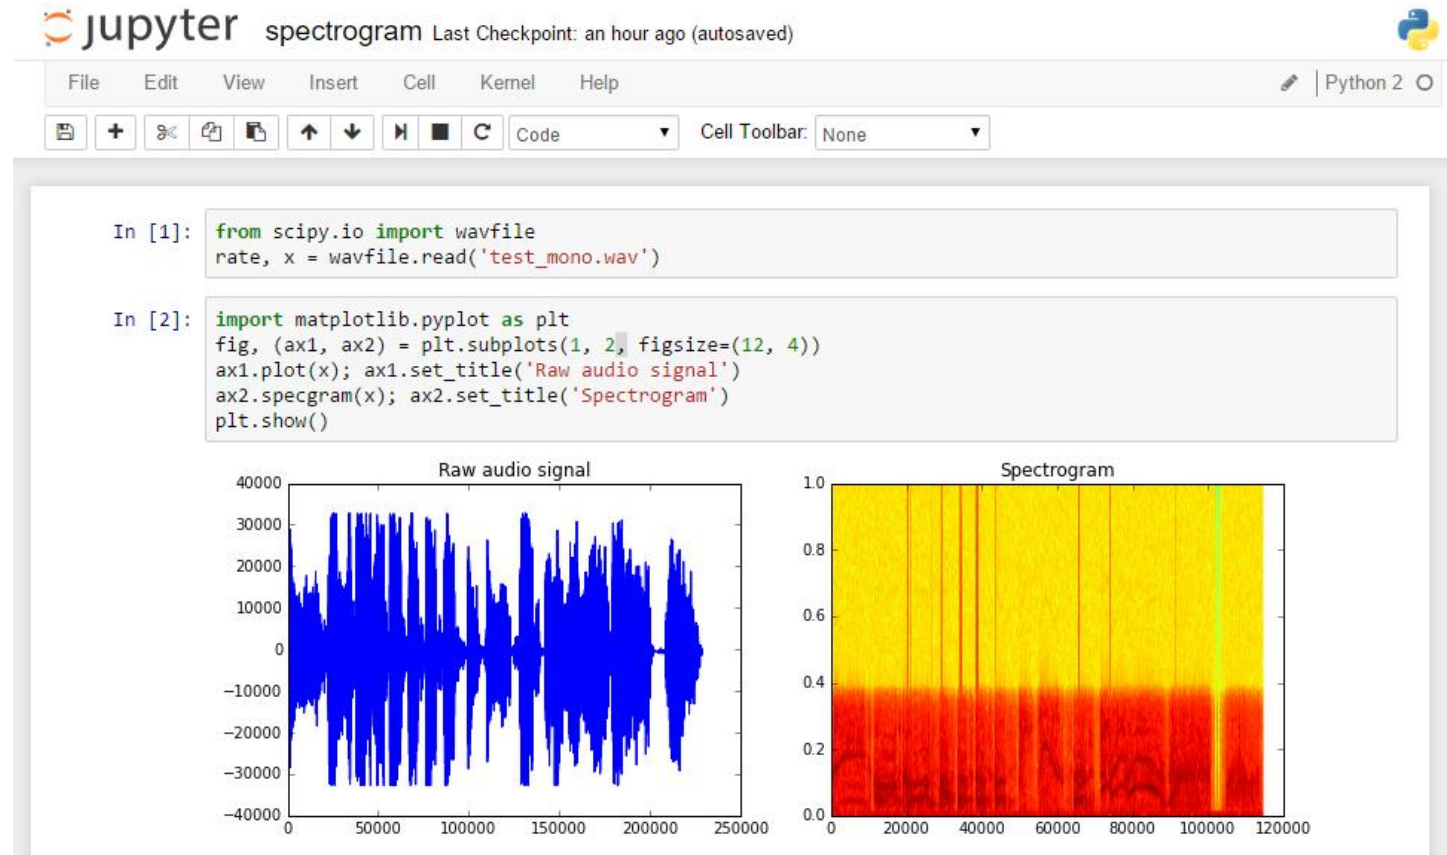 jupyter spectrogram Last Checkpoint: an hour ago (autosaved)
File Edit View Insert Cell Kernel Help Python 2
Code Cell Toolbar: None
In [1]: from scipy.io import wavfile
rate, x = wavfile.read('test_mono.wav')
In [2]: import matplotlib.pyplot as plt
fig, (ax1, ax2) = plt.subplots(1, 2, figsize=(12, 4))
ax1.plot(x); ax1.set_title('Raw audio signal')
ax2.specgram(x); ax2.set_title('Spectrogram')
plt.show()
Raw audio signal
40000
30000
20000
10000
0
−10000
−20000
−30000
−40000
0 50000 100000 150000 200000 250000
Spectrogram
1.0
0.8
0.6
0.4
0.2
0.0
0 20000 40000 60000 80000 100000 120000